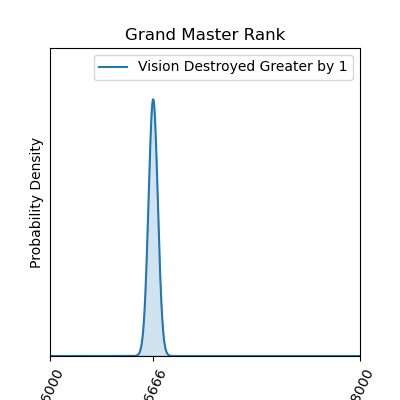 Grand Master Rank
Vision Destroyed Greater by 1
Probability Density